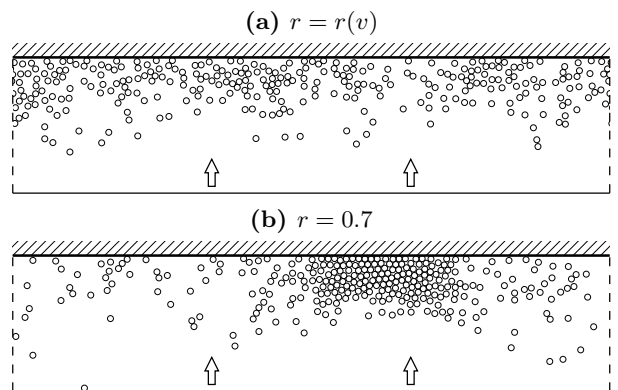 (a) r = r(v)
(b) r = 0.7